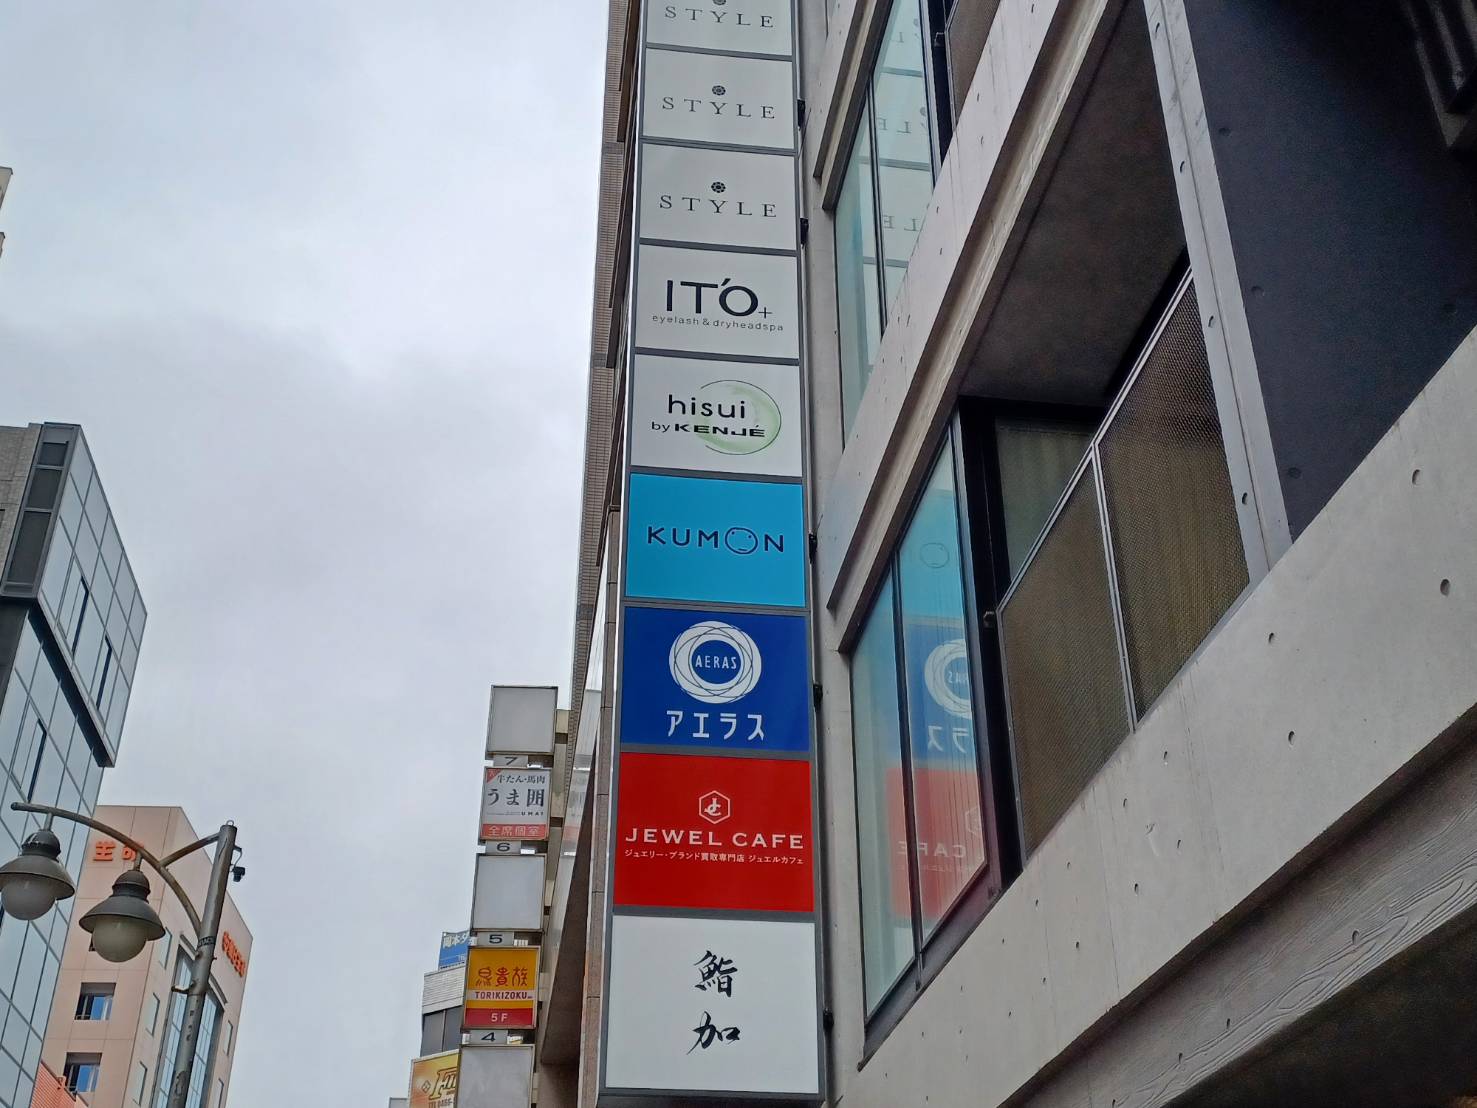 STYLE
STYLE
STYLE
IT'O+
eyelash & dryheadspa
hisui
by KENJÉ
KUMON
AERAS
アエラス
JEWEL CAFE
ジュエリー・ブランド買取専門店 ジュエルカフェ
鮨
加
7
牛たん・馬肉
うま囲
UMAI
全席個室
6
5
鳥貴族
TORIKIZOKU
5F
4